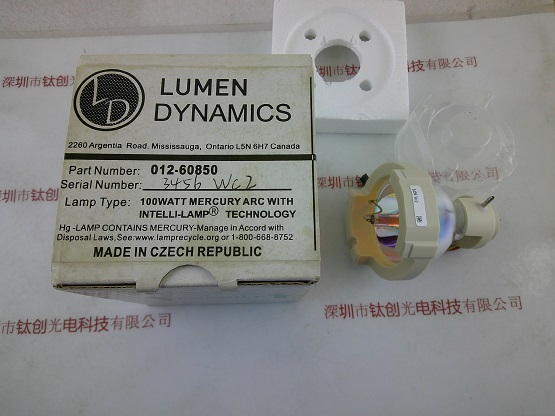 LD
LUMEN
DYNAMICS
2260 Argentia Road, Mississauga, Ontario L5N 6H7 Canada
Part Number: 012-60850
Serial Number: 3456 WC2
Lamp Type: 100WATT MERCURY ARC WITH
INTELLI-LAMP® TECHNOLOGY
Hg -LAMP CONTAINS MERCURY-Manage in Accord with
Disposal Laws,See:www.lamprecycle.org or 1-800-668-8752
MADE IN CZECH REPUBLIC
深圳市钛创光电科技有限公司
深圳市钛创光电科技有限公司
深圳市钛创光电科技有限公司
深圳市钛创光电科技有限公司